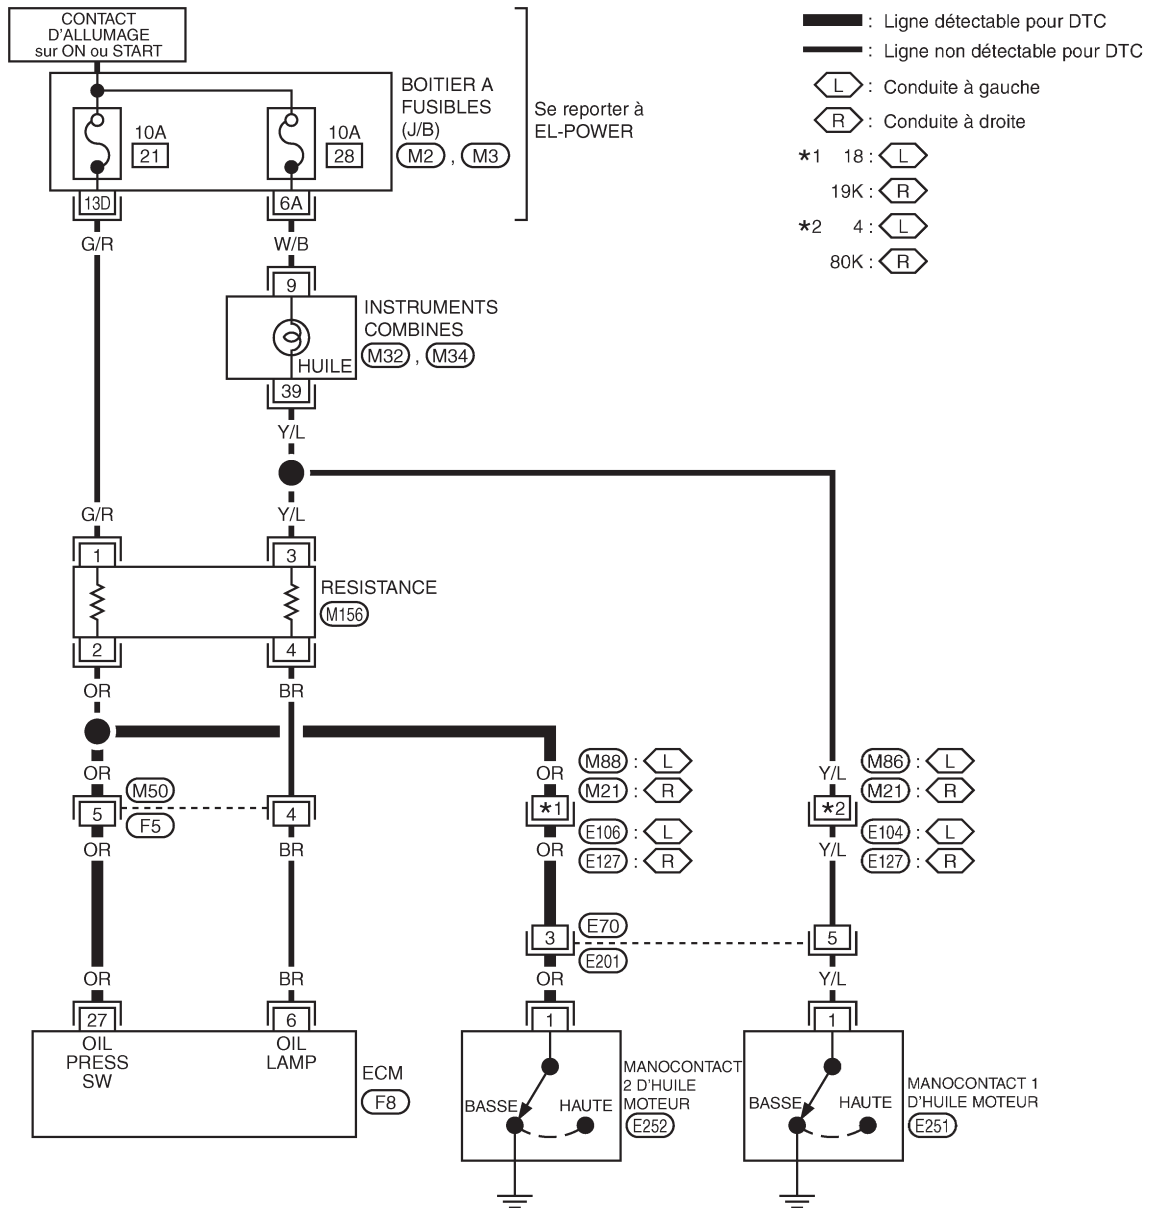 CONTACT
D'ALLUMAGE
sur ON ou START
BOITIER A
FUSIBLES
(J/B)
M2 , M3
10A
21
10A
28
Se reporter à
EL-POWER
: Ligne détectable pour DTC
: Ligne non détectable pour DTC
L : Conduite à gauche
R : Conduite à droite
*1 18 : L
19K : R
*2 4 : L
80K : R
13D
6A
G/R
W/B
9
INSTRUMENTS
COMBINES
M32 , M34
HUILE
39
Y/L
G/R
Y/L
1
3
RESISTANCE
M156
2
4
OR
BR
OR
M50
5
4
F5
OR
BR
OR
M88 : L
M21 : R
*1
E106 : L
E127 : R
OR
Y/L
M86 : L
M21 : R
*2
E104 : L
E127 : R
Y/L
3
E70
E201
5
OR
BR
OR
Y/L
27
6
1
1
OIL
PRESS
SW
OIL
LAMP
ECM
F8
BASSE
HAUTE
MANOCONTACT
2 D'HUILE
MOTEUR
E252
BASSE
HAUTE
MANOCONTACT 1
D'HUILE MOTEUR
E251